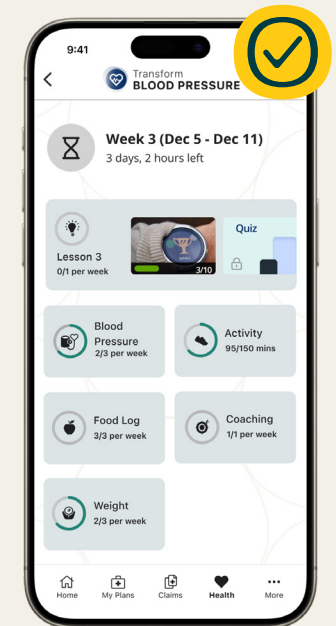 9:41
Transform
BLOOD PRESSURE
Week 3 (Dec 5 - Dec 11)
3 days, 2 hours left
Lesson 3
0/1 per week
3/10
Quiz
Blood
Pressure
2/3 per week
Activity
95/150 mins
Food Log
3/3 per week
Coaching
1/1 per week
Weight
2/3 per week
Home
My Plans
Claims
Health
More